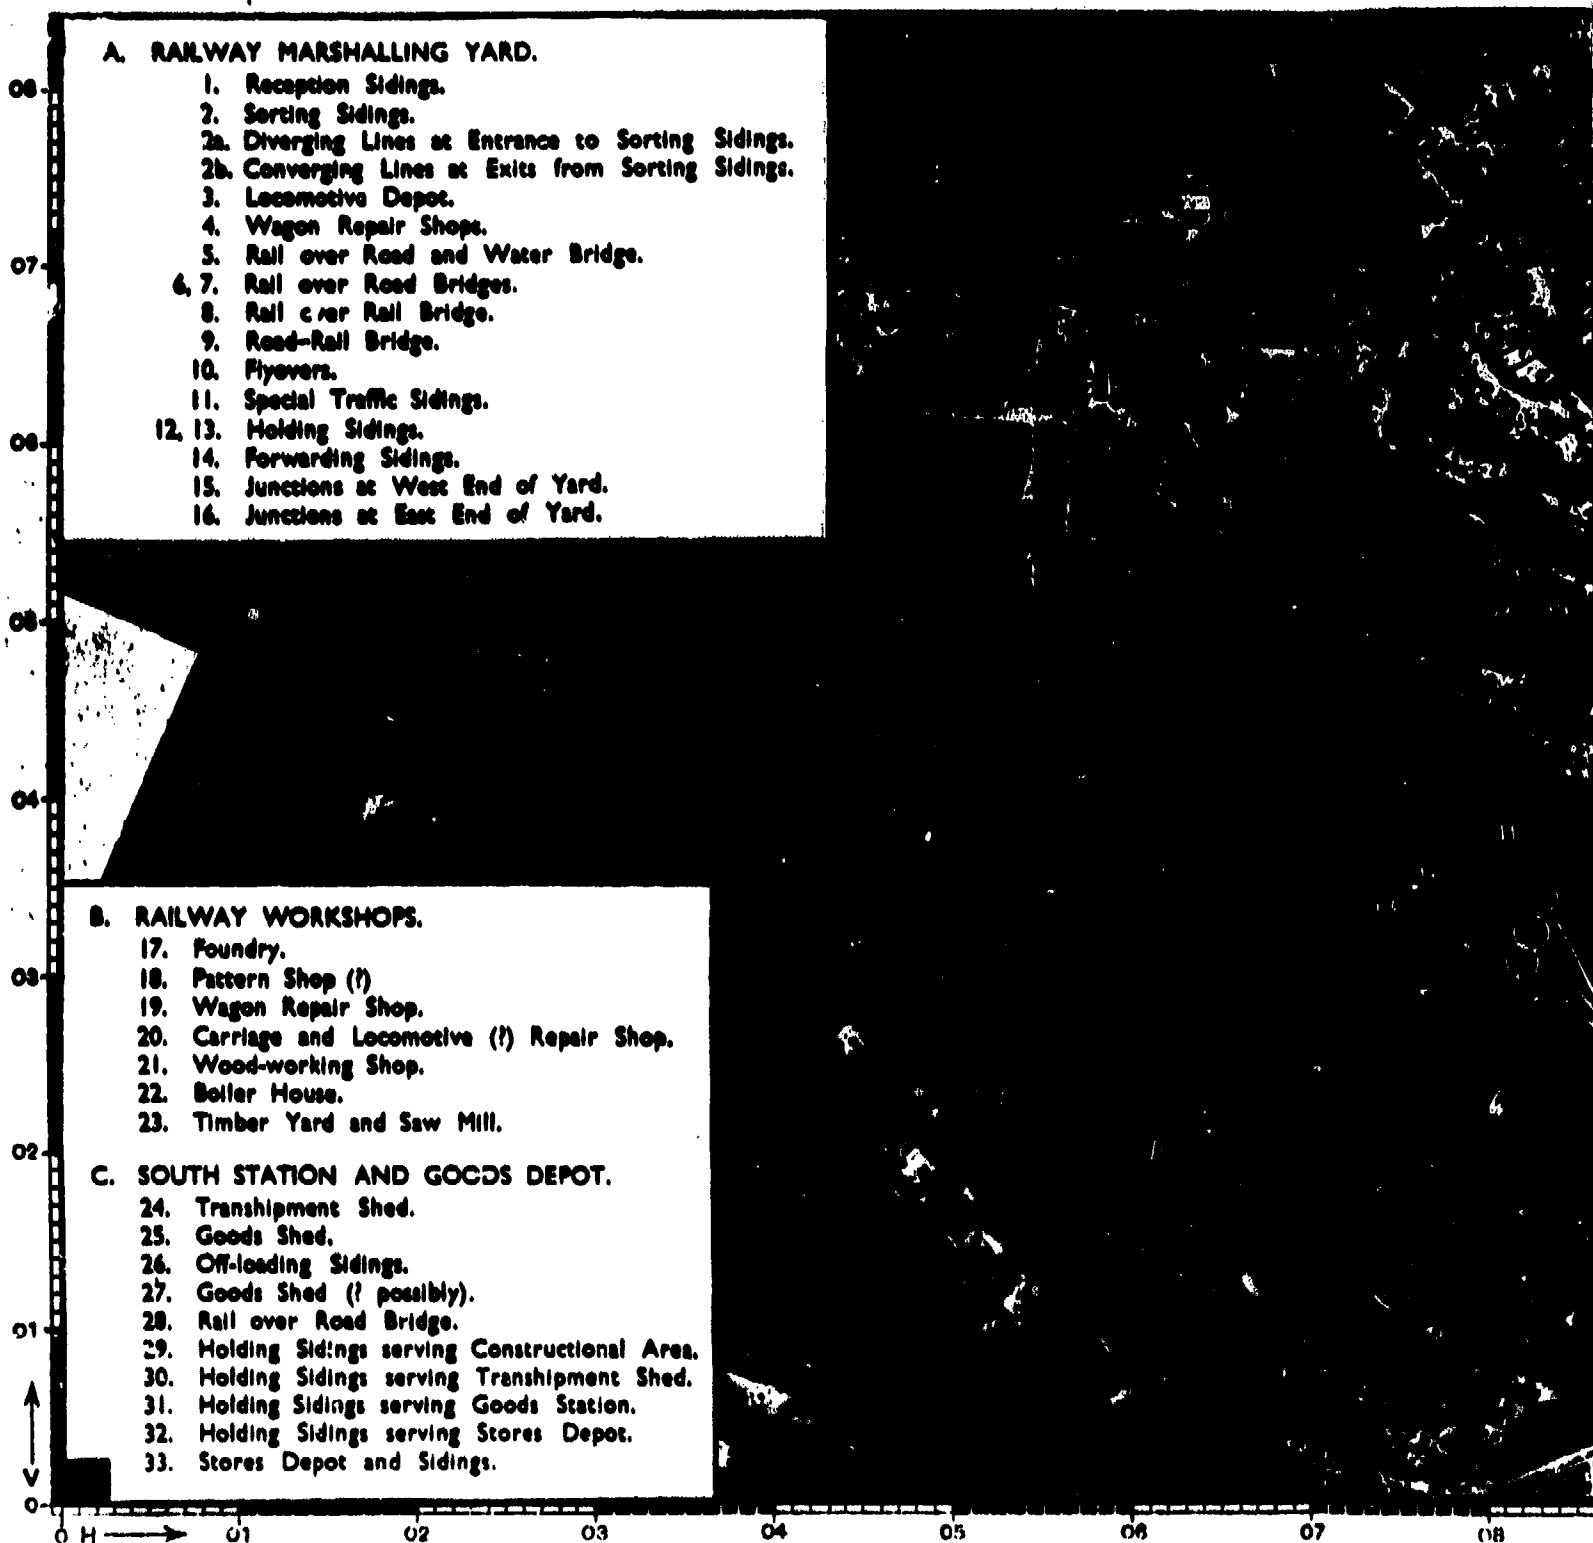 A. RAILWAY MARSHALLING YARD.
1. Reception Sidings.
2. Sorting Sidings.
2a. Diverging Lines at Entrance to Sorting Sidings.
2b. Converging Lines at Exits from Sorting Sidings.
3. Locomotive Depot.
4. Wagon Repair Shops.
5. Rail over Road and Water Bridge.
6, 7. Rail over Road Bridges.
8. Rail over Rail Bridge.
9. Road-Rail Bridge.
10. Flyovers.
11. Special Traffic Sidings.
12, 13. Holding Sidings.
14. Forwarding Sidings.
15. Junctions at West End of Yard.
16. Junctions at East End of Yard.
08
07
06
05
04
03
02
01
V
0
B. RAILWAY WORKSHOPS.
17. Foundry.
18. Pattern Shop (?)
19. Wagon Repair Shop.
20. Carriage and Locomotive (?) Repair Shop.
21. Wood-working Shop.
22. Boiler House.
23. Timber Yard and Saw Mill.
C. SOUTH STATION AND GOODS DEPOT.
24. Transhipment Shed.
25. Goods Shed.
26. Off-loading Sidings.
27. Goods Shed (? possibly).
28. Rail over Road Bridge.
29. Holding Sidings serving Constructional Area.
30. Holding Sidings serving Transhipment Shed.
31. Holding Sidings serving Goods Station.
32. Holding Sidings serving Stores Depot.
33. Stores Depot and Sidings.
0 H 01 02 03 04 05 06 07 08